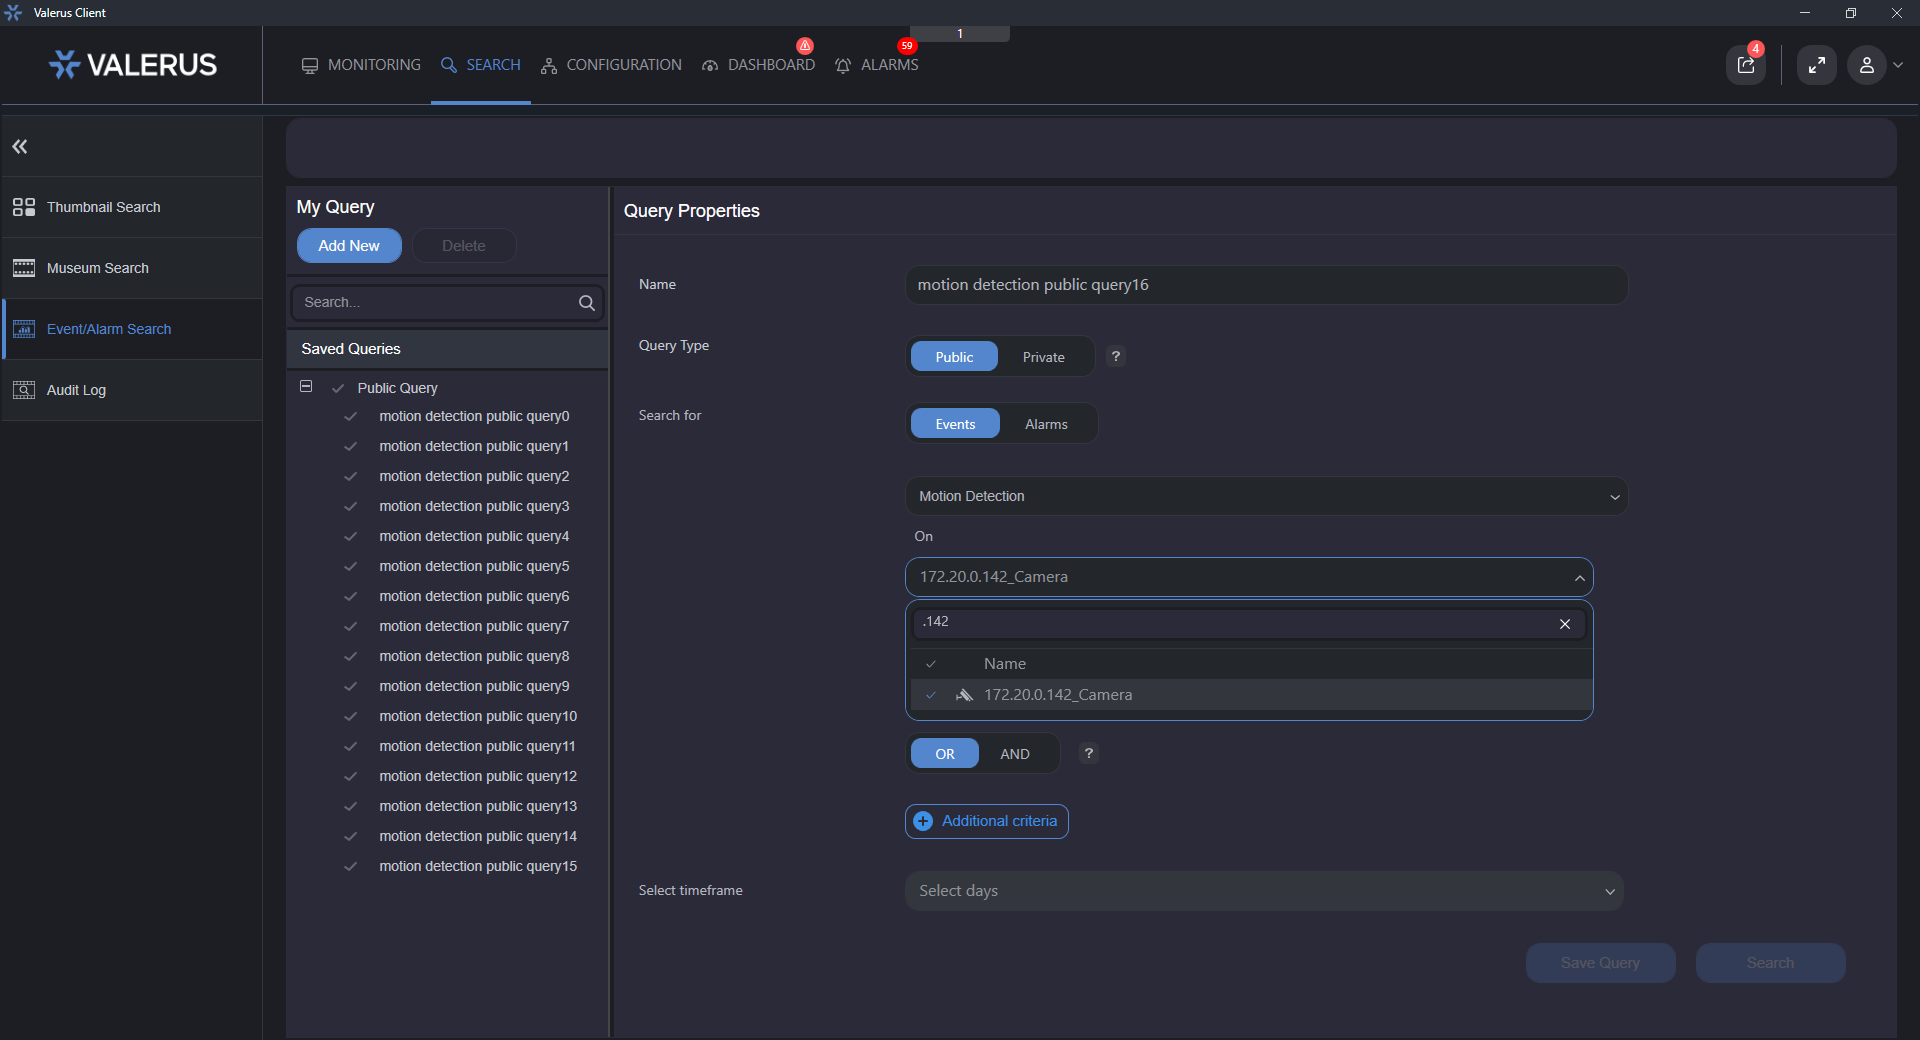 Valerus Client
1
VALERUS
MONITORING
SEARCH
CONFIGURATION
DASHBOARD
59
ALARMS
4
Thumbnail Search
Museum Search
Event/Alarm Search
Audit Log
My Query
Add New
Delete
Search...
Saved Queries
Public Query
motion detection public query0
motion detection public query1
motion detection public query2
motion detection public query3
motion detection public query4
motion detection public query5
motion detection public query6
motion detection public query7
motion detection public query8
motion detection public query9
motion detection public query10
motion detection public query11
motion detection public query12
motion detection public query13
motion detection public query14
motion detection public query15
Query Properties
Name
motion detection public query16
Query Type
Public
Private
?
Search for
Events
Alarms
Motion Detection
On
172.20.0.142_Camera
.142
Name
172.20.0.142_Camera
OR
AND
?
Additional criteria
Select timeframe
Select days
Save Query
Search